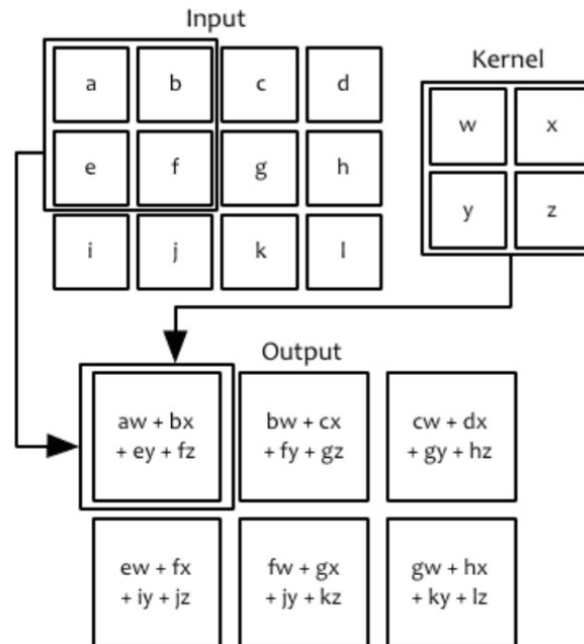 Input
a b c d
e f g h
i j k l
Kernel
w x
y z
Output
aw + bx
+ ey + fz
bw + cx
+ fy + gz
cw + dx
+ gy + hz
ew + fx
+ iy + jz
fw + gx
+ jy + kz
gw + hx
+ ky + lz